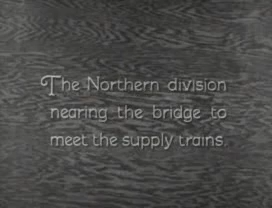 The Northern division
nearing the bridge to
meet the supply trains.